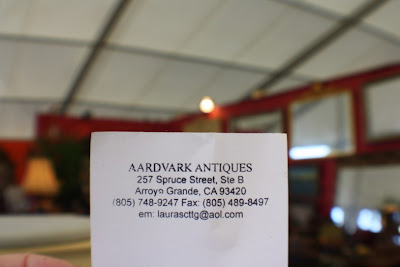 AARDVARK ANTIQUES
257 Spruce Street, Ste B
Arroyo Grande, CA 93420
(805) 748-9247 Fax: (805) 489-8497
em: laurascttg@aol.com